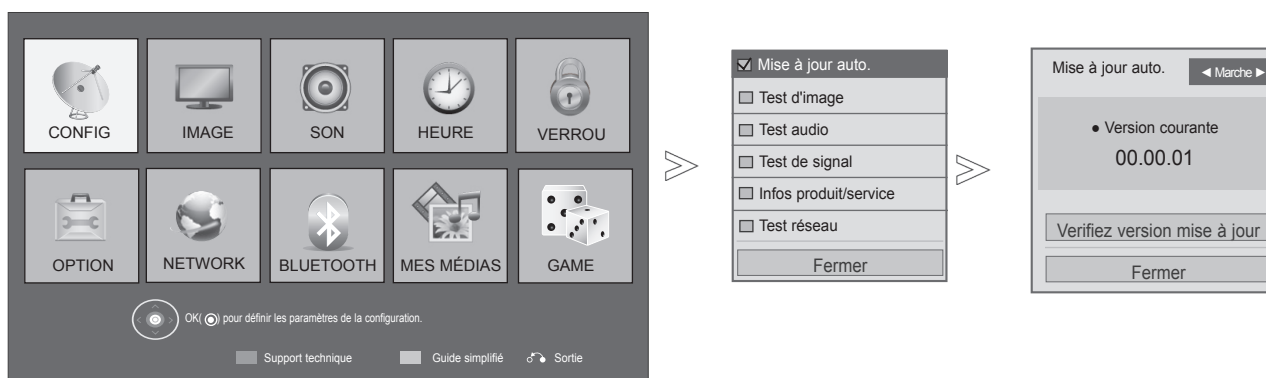 CONFIG
IMAGE
SON
HEURE
VERROU
OPTION
NETWORK
BLUETOOTH
MES MÉDIAS
GAME
OK( ) pour définir les paramètres de la configuration.
Support technique
Guide simplifié
Sortie
Mise à jour auto.
Test d'image
Test audio
Test de signal
Infos produit/service
Test réseau
Fermer
Mise à jour auto.
◄ Marche ►
● Version courante
00.00.01
Verifiez version mise à jour
Fermer